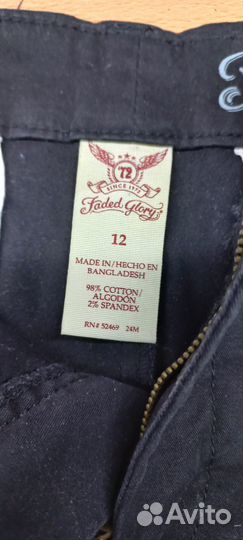 72
SINCE 1972
Faded Glory
12
MADE IN/HECHO EN
BANGLADESH
98% COTTON/
ALGODÓN
2% SPANDEX
RN# 52469 24M
Avito